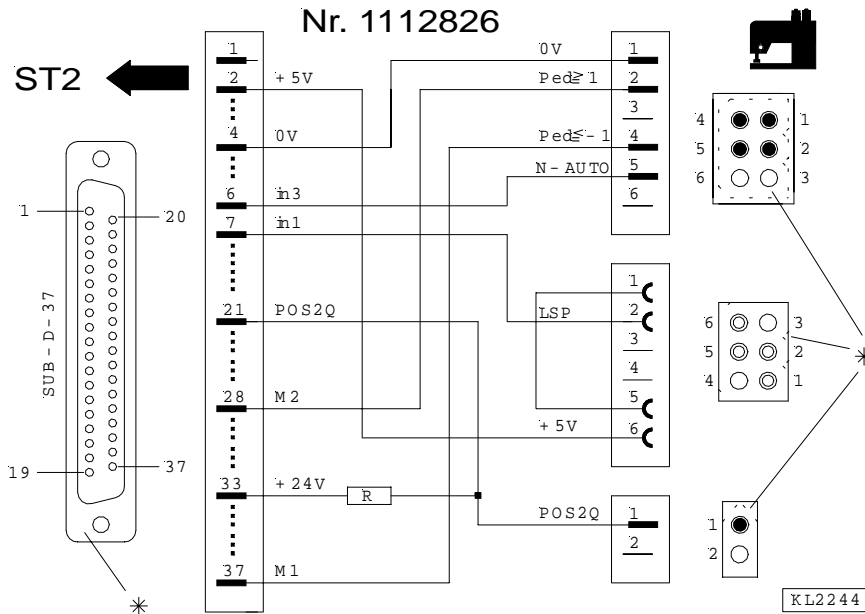 Nr. 1112826
ST2
SUB-D-37
1
20
19
37
1
2 +5V
4 0V
6 in3
7 in1
21 POS2Q
28 M2
33 +24V
R
37 M1
0V 1
Ped≥1 2
3
Ped≤-1 4
N-AUTO 5
6
1
LSP 2
3
4
5
+5V 6
POS2Q 1
2
4 1
5 2
6 3
6 3
5 2
4 1
1
2
KL2244